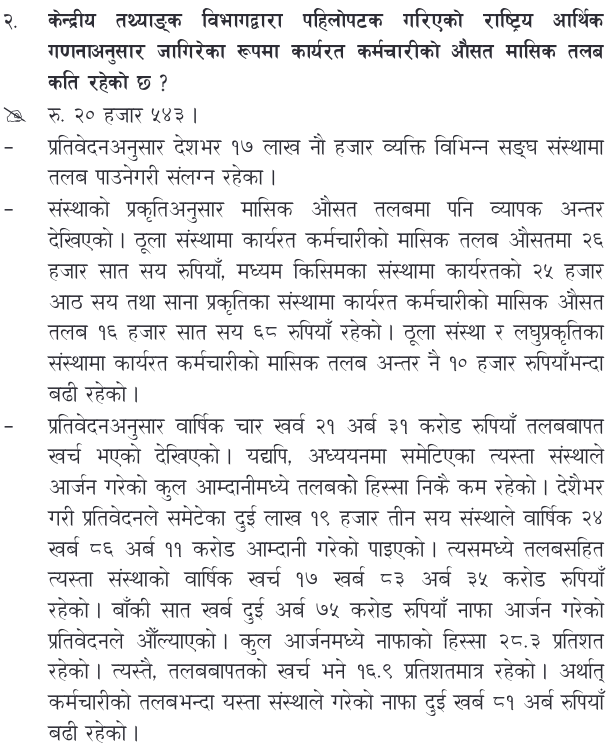 २. केन्द्रीय तथ्याङ्क विभागद्वारा पहिलोपटक गरिएको राष्ट्रिय आर्थिक
गणनाअनुसार जागिरेका रूपमा कार्यरत कर्मचारीको औसत मासिक तलब
कति रहेको छ ?
रु. २० हजार ५४३ ।
– प्रतिवेदनअनुसार देशभर १७ लाख नौ हजार व्यक्ति विभिन्न सङ्घ संस्थामा
तलब पाउनेगरी संलग्न रहेका ।
– संस्थाको प्रकृतिअनुसार मासिक औसत तलबमा पनि व्यापक अन्तर
देखिएको । ठूला संस्थामा कार्यरत कर्मचारीको मासिक तलब औसतमा २६
हजार सात सय रुपियाँ, मध्यम किसिमका संस्थामा कार्यरतको २५ हजार
आठ सय तथा साना प्रकृतिका संस्थामा कार्यरत कर्मचारीको मासिक औसत
तलब १६ हजार सात सय ६८ रुपियाँ रहेको । ठूला संस्था र लघुप्रकृतिका
संस्थामा कार्यरत कर्मचारीको मासिक तलब अन्तर नै १० हजार रुपियाँभन्दा
बढी रहेको ।
– प्रतिवेदनअनुसार वार्षिक चार खर्व २१ अर्ब ३१ करोड रुपियाँ तलबबापत
खर्च भएको देखिएको । यद्यपि, अध्ययनमा समेटिएका त्यस्ता संस्थाले
आर्जन गरेको कुल आम्दानीमध्ये तलबको हिस्सा निकै कम रहेको । देशैभर
गरी प्रतिवेदनले समेटेका दुई लाख १९ हजार तीन सय संस्थाले वार्षिक २४
खर्ब ८६ अर्ब ११ करोड आम्दानी गरेको पाइएको । त्यसमध्ये तलबसहित
त्यस्ता संस्थाको वार्षिक खर्च १७ खर्ब ८३ अर्ब ३५ करोड रुपियाँ
रहेको । बाँकी सात खर्ब दुई अर्ब ७५ करोड रुपियाँ नाफा आर्जन गरेको
प्रतिवेदनले औंल्याएको । कुल आर्जनमध्ये नाफाको हिस्सा २८.३ प्रतिशत
रहेको । त्यस्तै, तलबबापतको खर्च भने १६.९ प्रतिशतमात्र रहेको । अर्थात्
कर्मचारीको तलबभन्दा यस्ता संस्थाले गरेको नाफा दुई खर्ब ८१ अर्ब रुपियाँ
बढी रहेको ।